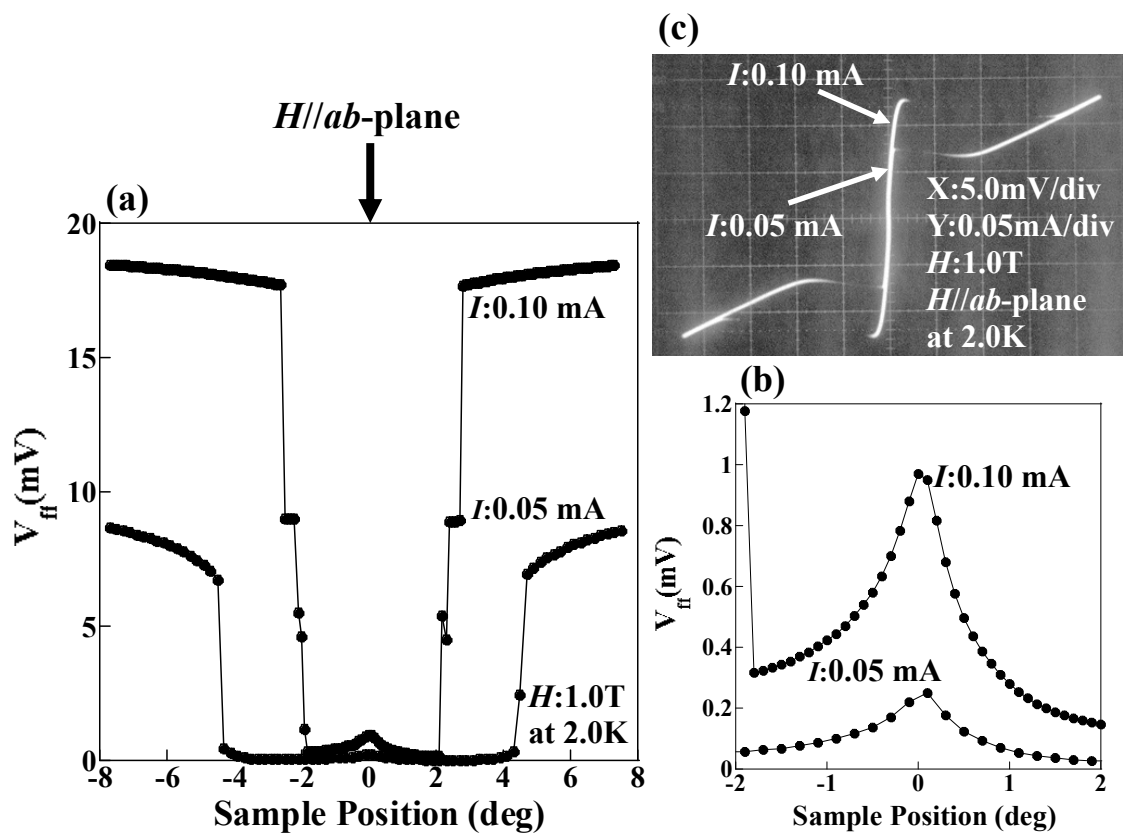 (c)
I:0.10 mA
I:0.05 mA
X:5.0mV/div
Y:0.05mA/div
H:1.0T
H//ab-plane
at 2.0K
H//ab-plane
(a)
20
15
10
5
0
V_ff(mV)
I:0.10 mA
I:0.05 mA
H:1.0T
at 2.0K
-8 -6 -4 -2 0 2 4 6 8
Sample Position (deg)
(b)
1.2
1
0.8
0.6
0.4
0.2
0
V_ff(mV)
I:0.10 mA
I:0.05 mA
-2 -1 0 1 2
Sample Position (deg)